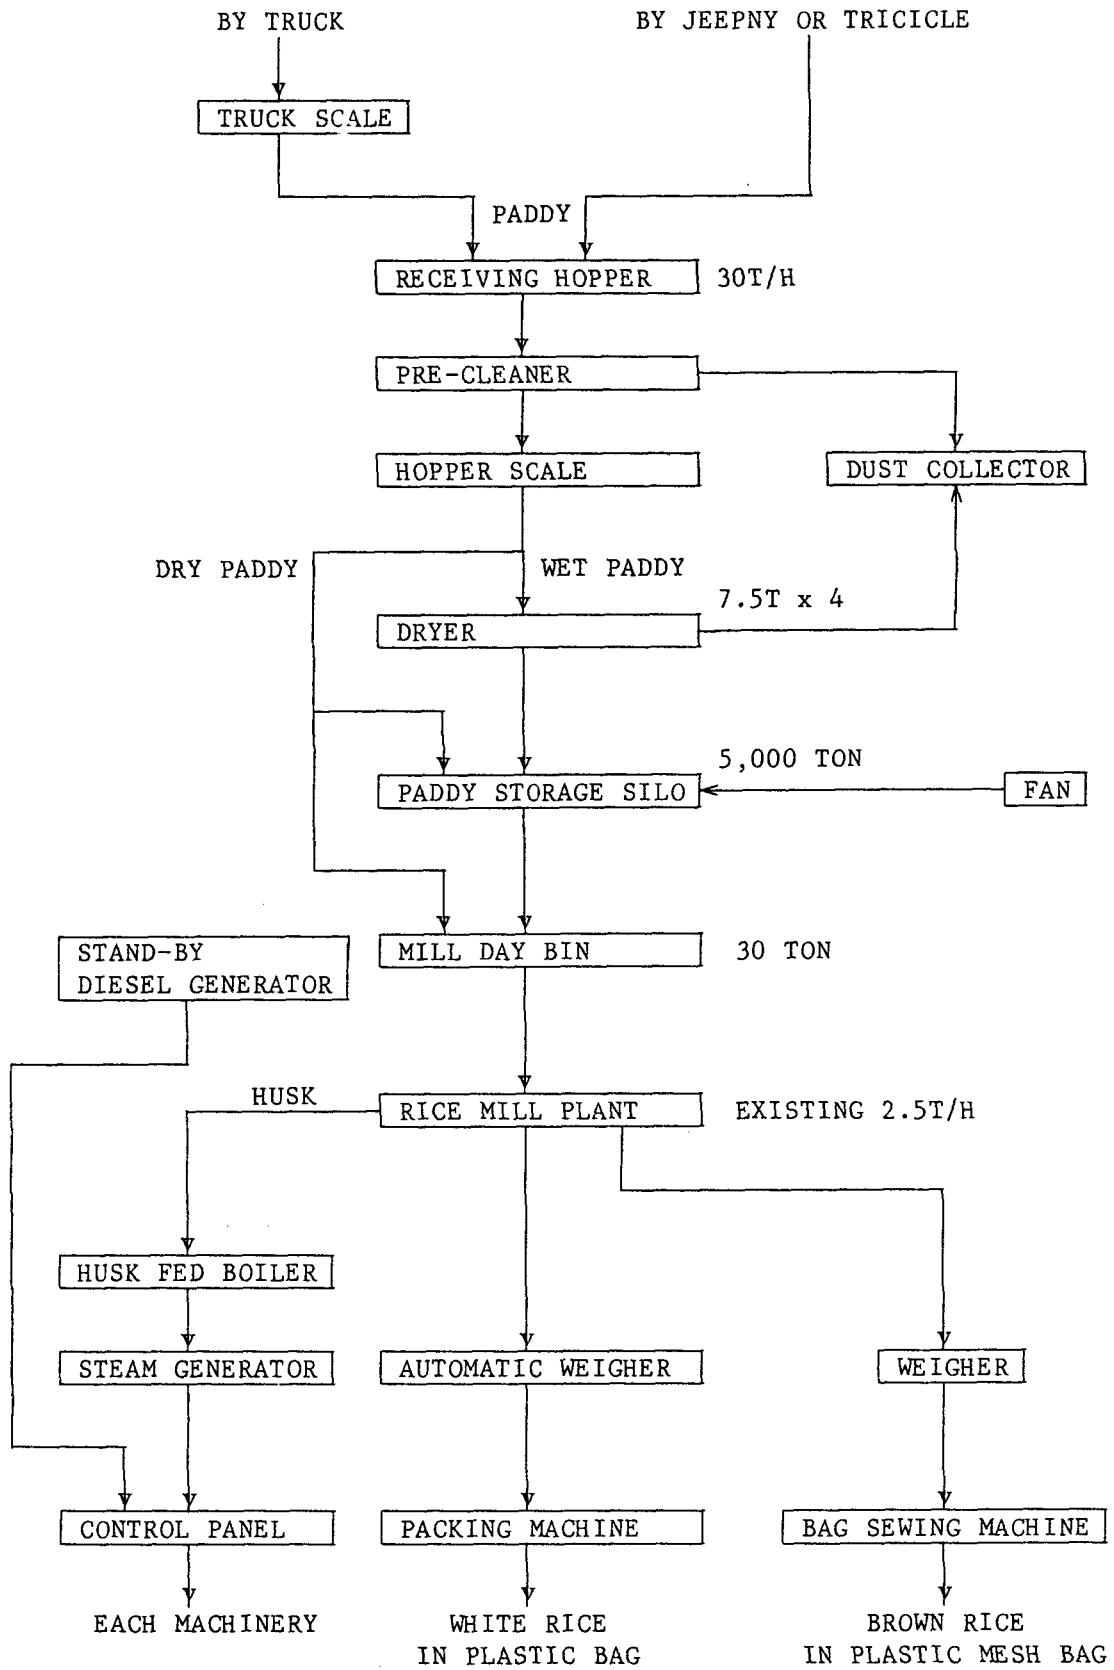 BY TRUCK
BY JEEPNY OR TRICICLE
TRUCK SCALE
PADDY
RECEIVING HOPPER
30T/H
PRE-CLEANER
HOPPER SCALE
DUST COLLECTOR
DRY PADDY
WET PADDY
7.5T x 4
DRYER
5,000 TON
PADDY STORAGE SILO
FAN
STAND-BY
DIESEL GENERATOR
MILL DAY BIN
30 TON
HUSK
RICE MILL PLANT
EXISTING 2.5T/H
HUSK FED BOILER
STEAM GENERATOR
AUTOMATIC WEIGHER
WEIGHER
CONTROL PANEL
PACKING MACHINE
BAG SEWING MACHINE
EACH MACHINERY
WHITE RICE
IN PLASTIC BAG
BROWN RICE
IN PLASTIC MESH BAG